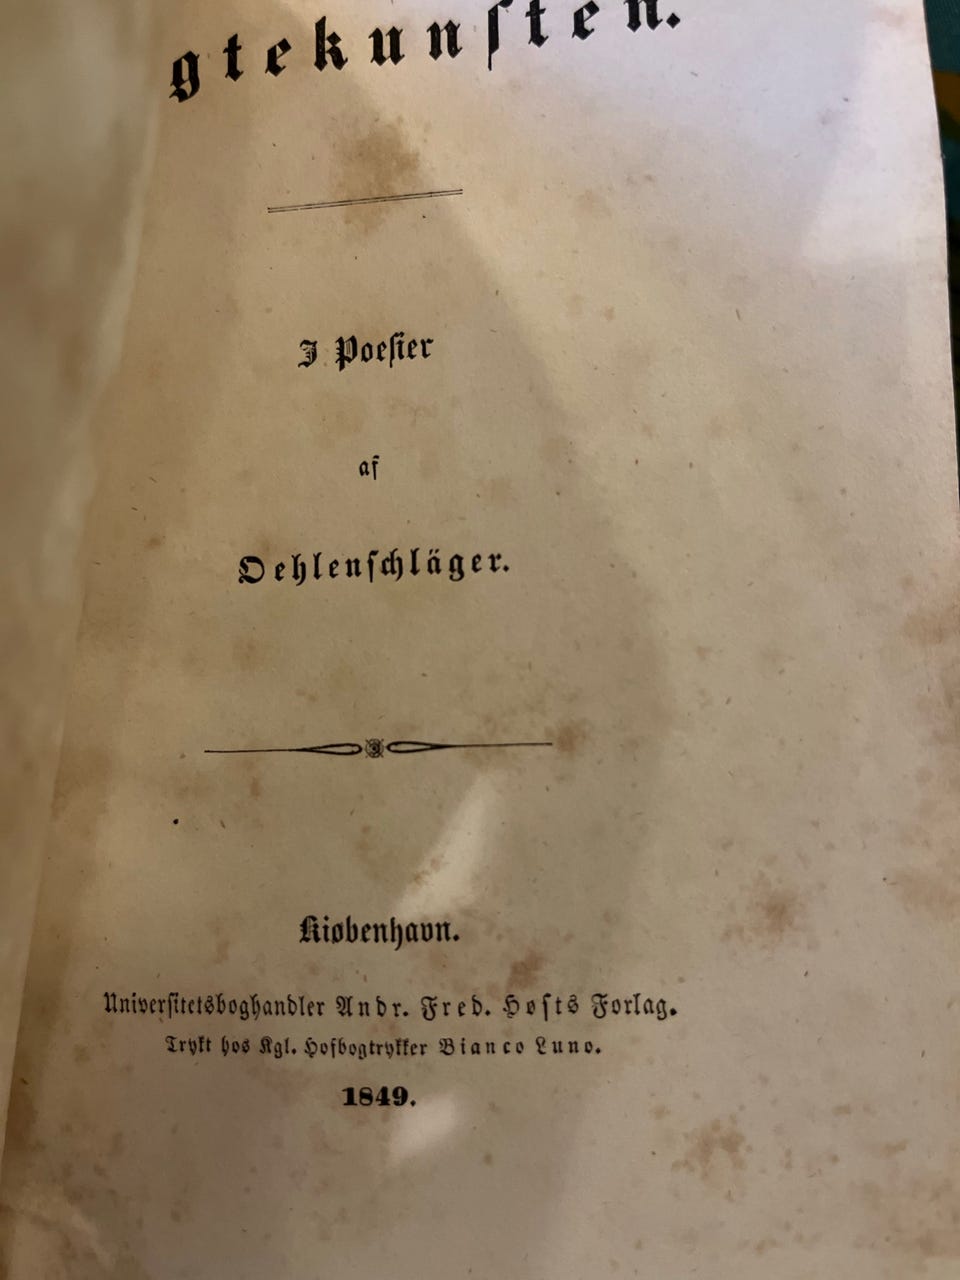 gtekunsten.
I Poesier
af
Oehlenschläger.
Kiøbenhavn.
Universitetsboghandler Andr. Fred. Høsts Forlag.
Trykt hos Kgl. Hofbogtrykker Bianco Luno.
1849.